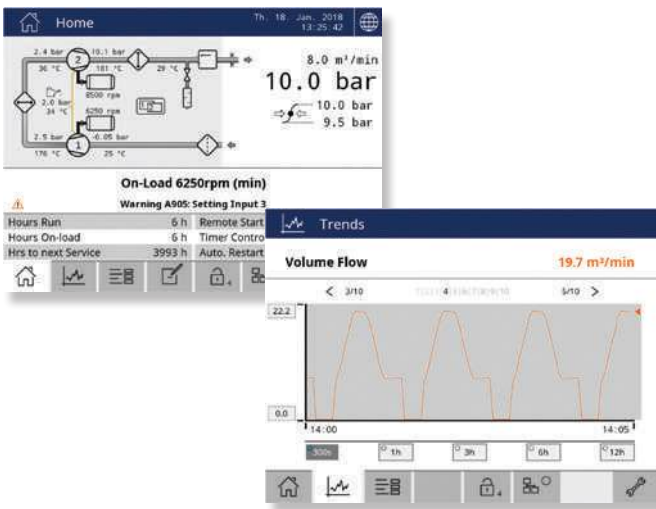 Home
Th. 18. Jan. 2018
13:25:42
2.4 bar
10.1 bar
2
36 °C
181 °C
29 °C
8500 rpm
2.0 bar
34 °C
6250 rpm
2.5 bar
-0.05 bar
1
176 °C
25 °C
8.0 m³/min
10.0 bar
10.0 bar
9.5 bar
On-Load 6250rpm (min)
Warning A905: Setting Input 3
Hours Run 6 h Remote Start
Hours On-load 6 h Timer Contro
Hrs to next Service 3993 h Auto. Restart
4
Trends
Volume Flow 19.7 m³/min
< 3/10 4 5/10 >
22.2
0.0
14:00 14:05
300s 1h 3h 6h 12h
4